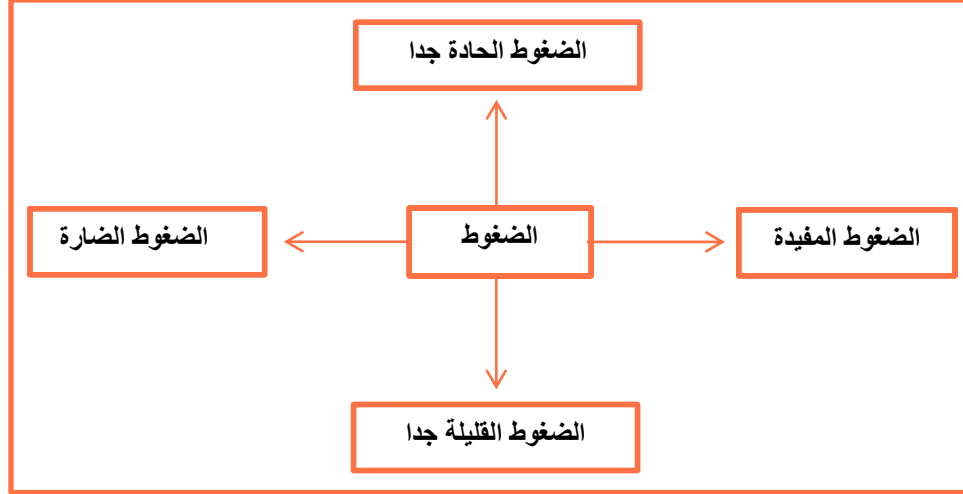 الضغوط الحادة جدا
الضغوط المفيدة
الضغوط
الضغوط الضارة
الضغوط القليلة جدا